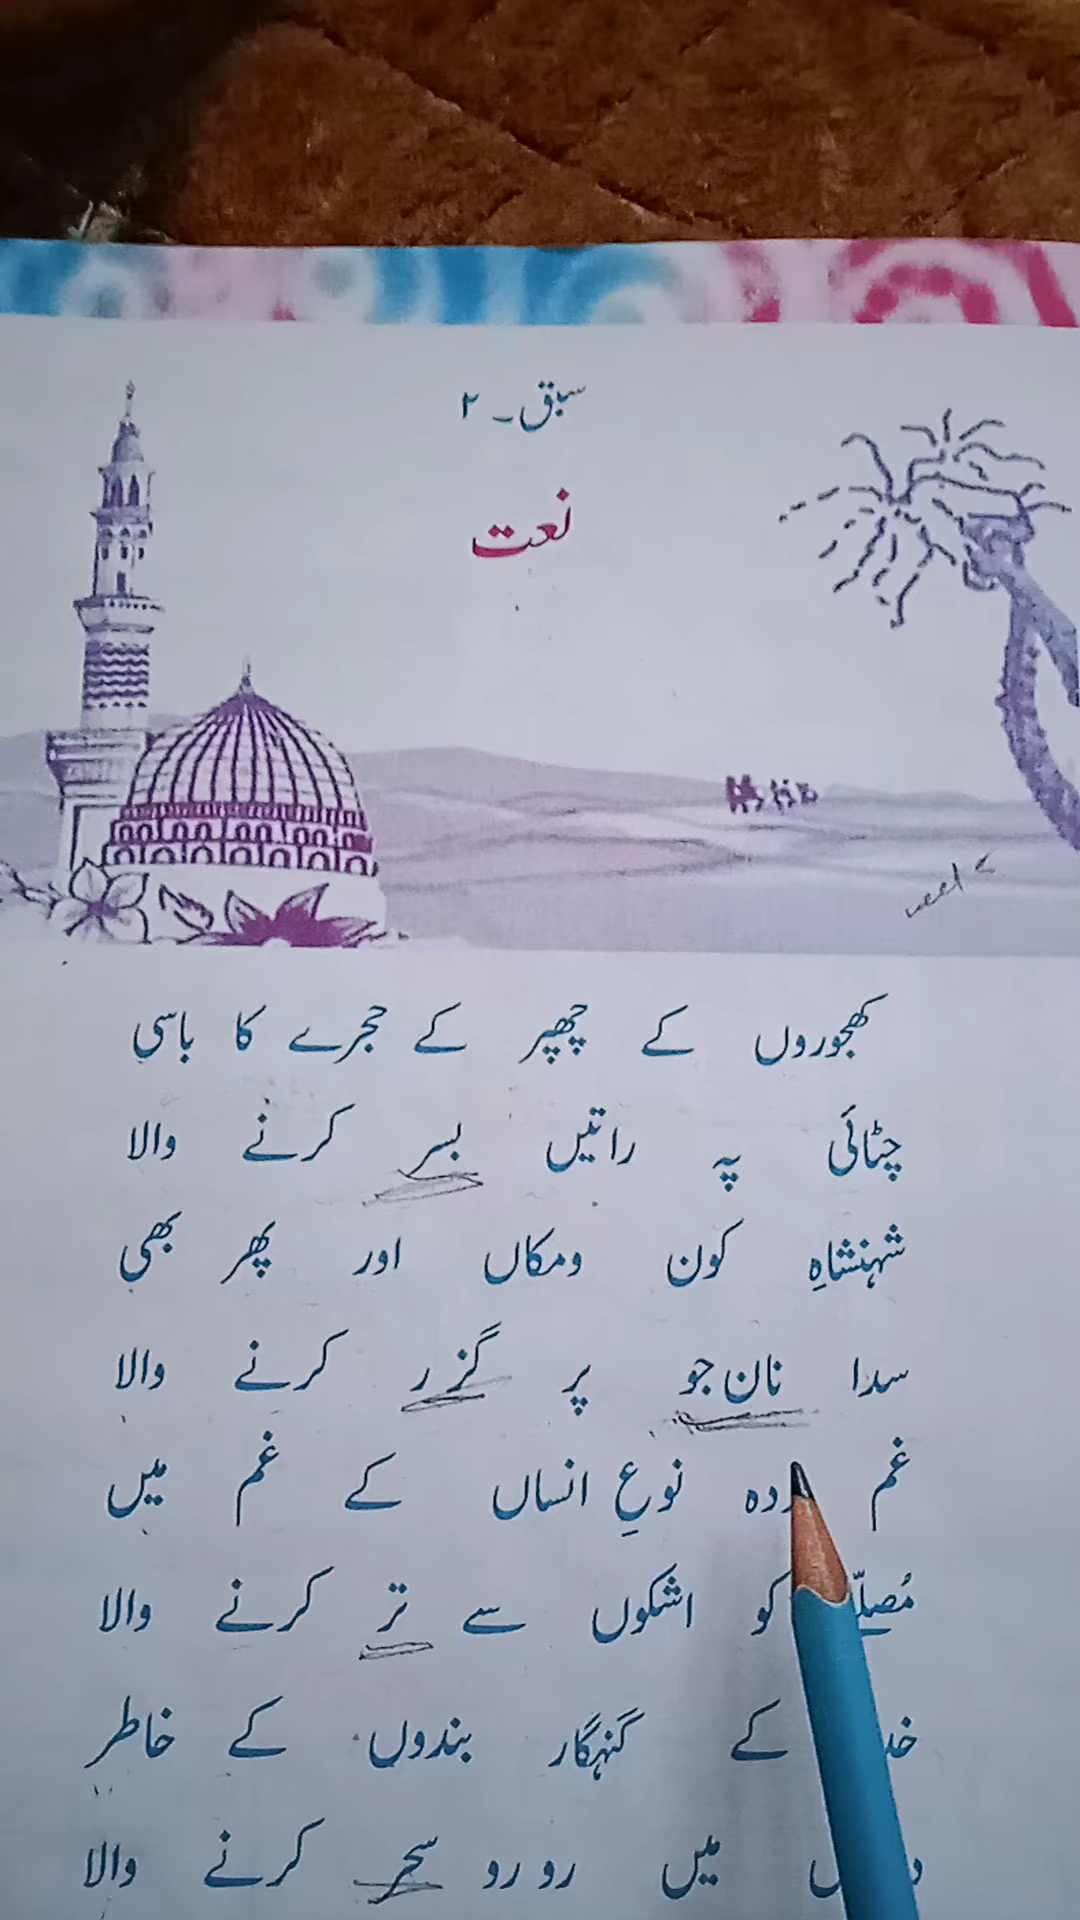 سبق ۔ ۲
نعت
کھجوروں کے چھپر کے حجرے کا باسی
چٹائی پہ راتیں بسر کرنے والا
شہنشاہِ کون ومکاں اور پھر بھی
سدا نان جو پر گزر کرنے والا
غم نوعِ انساں کے غم میں
مُصلّے کو اشکوں سے تر کرنے والا
کے گنہگار بندوں کے خاطر
میں رو رو سحر کرنے والا